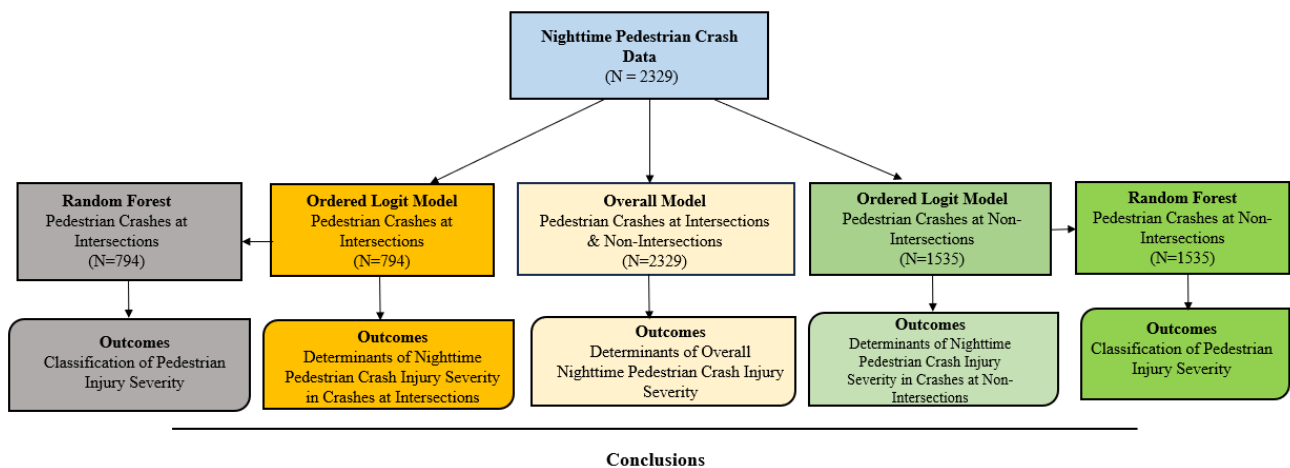 Nighttime Pedestrian Crash
Data
(N = 2329)
Random Forest
Pedestrian Crashes at
Intersections
(N=794)
Ordered Logit Model
Pedestrian Crashes at
Intersections
(N=794)
Overall Model
Pedestrian Crashes at Intersections
& Non-Intersections
(N=2329)
Ordered Logit Model
Pedestrian Crashes at Non-
Intersections
(N=1535)
Random Forest
Pedestrian Crashes at Non-
Intersections
(N=1535)
Outcomes
Classification of Pedestrian
Injury Severity
Outcomes
Determinants of Nighttime
Pedestrian Crash Injury Severity
in Crashes at Intersections
Outcomes
Determinants of Overall
Nighttime Pedestrian Crash Injury
Severity
Outcomes
Determinants of Nighttime
Pedestrian Crash Injury
Severity in Crashes at Non-
Intersections
Outcomes
Classification of Pedestrian
Injury Severity
Conclusions